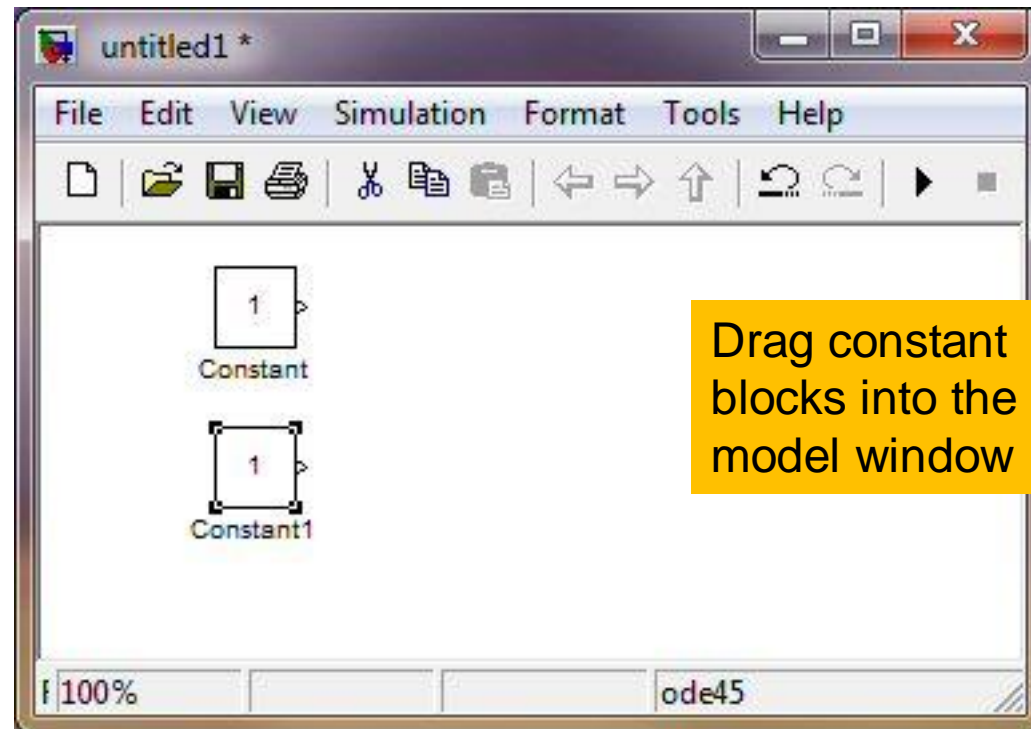 untitled1 *
File Edit View Simulation Format Tools Help
1
Constant
Drag constant
blocks into the
model window
1
Constant1
100%
ode45